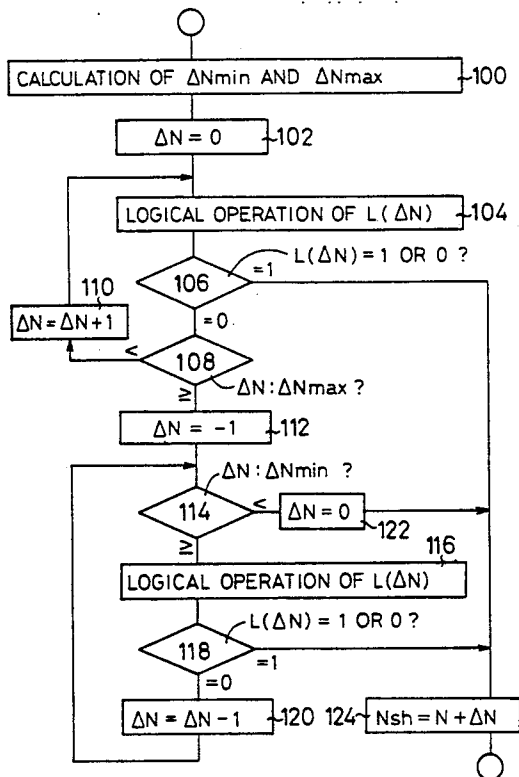 CALCULATION OF ΔNmin AND ΔNmax 100
ΔN = 0 102
LOGICAL OPERATION OF L(ΔN) 104
L(ΔN) = 1 OR 0 ?
106 =1
110
ΔN = ΔN+1
=0
<
108
ΔN : ΔNmax ?
≥
ΔN = -1 112
ΔN : ΔNmin ?
114 < ΔN = 0
122
≥
116
LOGICAL OPERATION OF L(ΔN)
L(ΔN) = 1 OR 0 ?
118 =1
=0
ΔN = ΔN-1 120 124 Nsh = N + ΔN